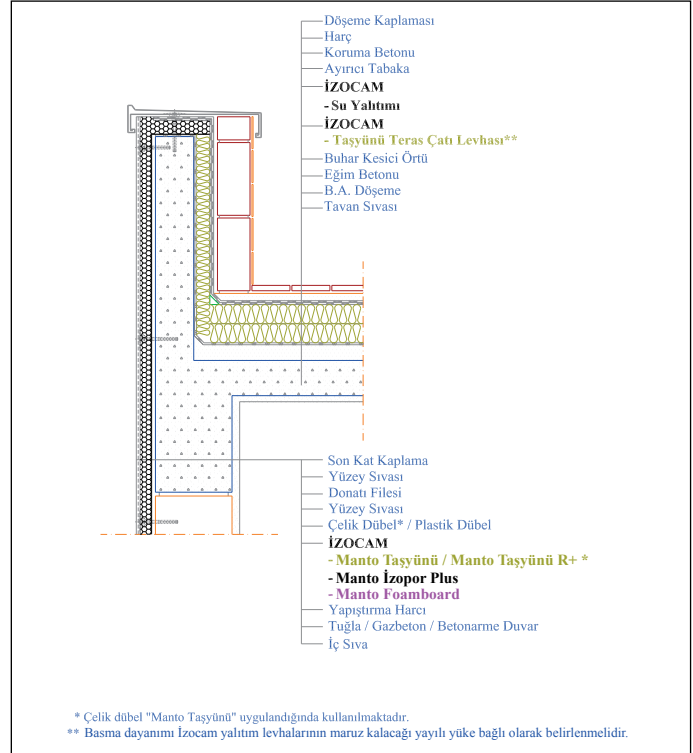 Döşeme Kaplaması
Harç
Koruma Betonu
Ayırıcı Tabaka
İZOCAM
- Su Yalıtımı
İZOCAM
- Taşyünü Teras Çatı Levhası**
Buhar Kesici Örtü
Eğim Betonu
B.A. Döşeme
Tavan Sıvası
Son Kat Kaplama
Yüzey Sıvası
Donatı Filesi
Yüzey Sıvası
Çelik Dübel* / Plastik Dübel
İZOCAM
- Manto Taşyünü / Manto Taşyünü R+ *
- Manto İzopor Plus
- Manto Foamboard
Yapıştırma Harcı
Tuğla / Gazbeton / Betonarme Duvar
İç Sıva
* Çelik dübel "Manto Taşyünü" uygulandığında kullanılmaktadır.
** Basma dayanımı İzocam yalıtım levhalarının maruz kalacağı yayılı yüke bağlı olarak belirlenmelidir.